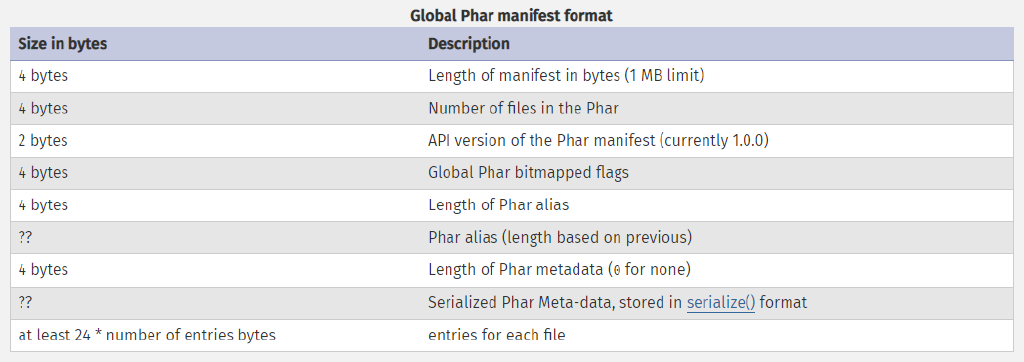 Global Phar manifest format
Size in bytes Description
4 bytes Length of manifest in bytes (1 MB limit)
4 bytes Number of files in the Phar
2 bytes API version of the Phar manifest (currently 1.0.0)
4 bytes Global Phar bitmapped flags
4 bytes Length of Phar alias
?? Phar alias (length based on previous)
4 bytes Length of Phar metadata (0 for none)
?? Serialized Phar Meta-data, stored in serialize() format
at least 24 * number of entries bytes entries for each file